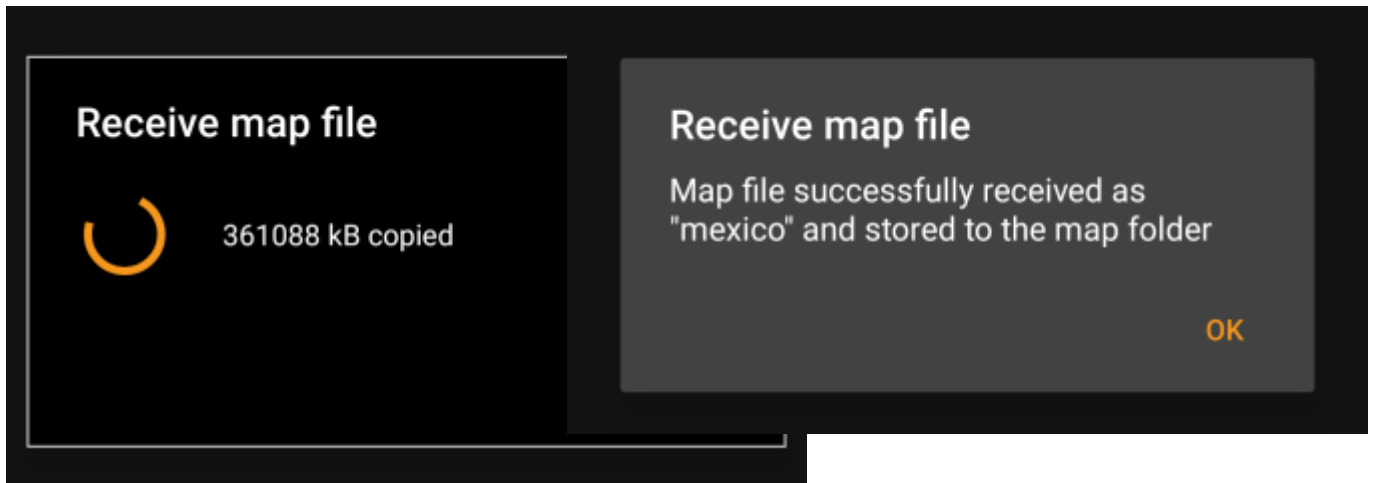 Receive map file
361088 kB copied
Receive map file
Map file successfully received as
"mexico" and stored to the map folder
OK